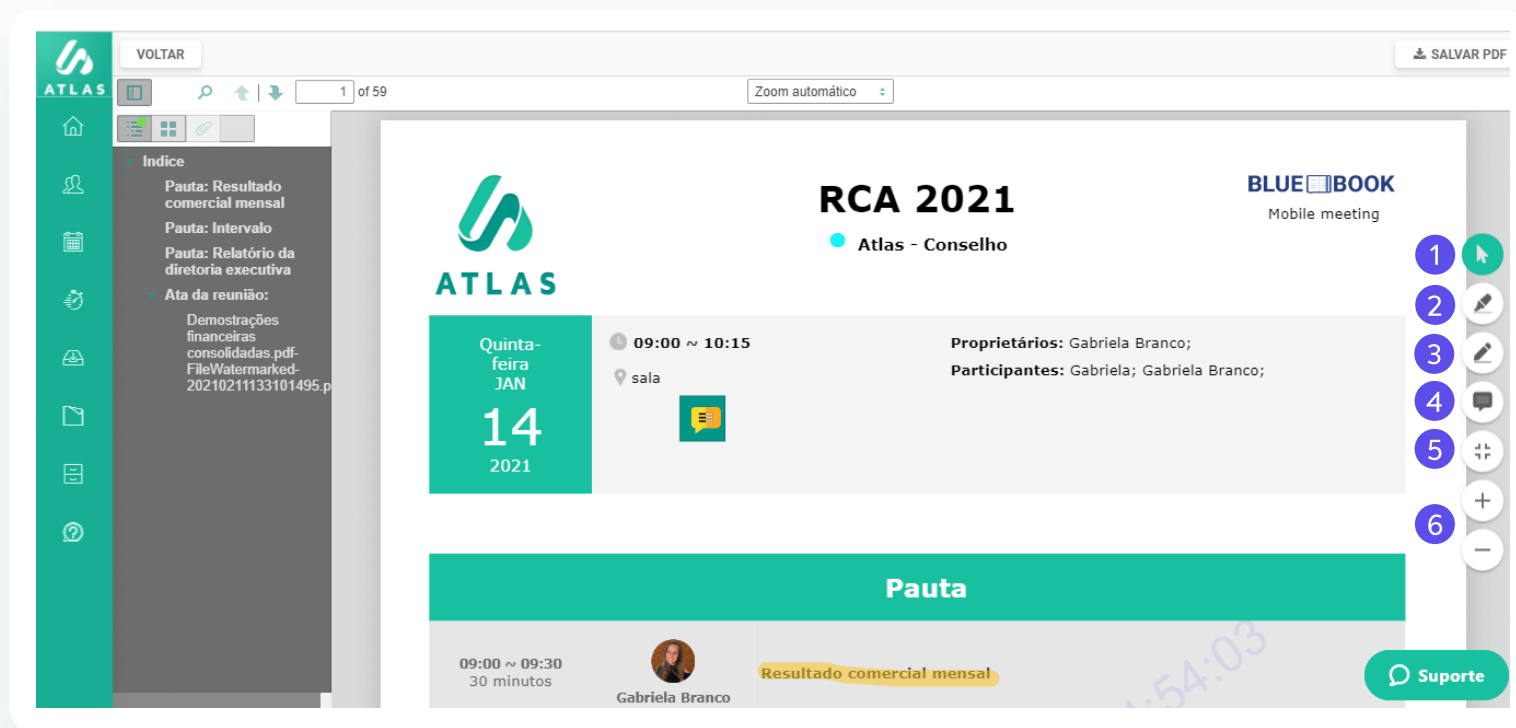 ATLAS
VOLTAR
SALVAR PDF
1 of 59
Zoom automático
Indice
Pauta: Resultado
comercial mensal
Pauta: Intervalo
Pauta: Relatório da
diretoria executiva
Ata da reunião:
Demostrações
financeiras
consolidadas.pdf-
FileWatermarked-
20210211133101495.p
ATLAS
RCA 2021
Atlas - Conselho
BLUE BOOK
Mobile meeting
1
2
3
4
5
6
Quinta-
feira
JAN
14
2021
09:00 ~ 10:15
sala
Proprietários: Gabriela Branco;
Participantes: Gabriela; Gabriela Branco;
Pauta
09:00 ~ 09:30
30 minutos
Gabriela Branco
Resultado comercial mensal
:54:03
Suporte